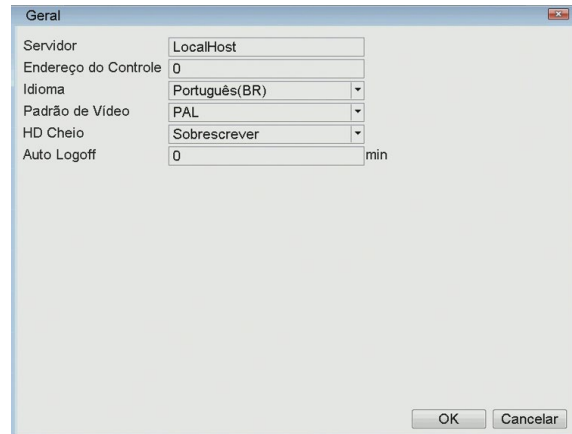 Geral
Servidor LocalHost
Endereço do Controle 0
Idioma Português(BR)
Padrão de Vídeo PAL
HD Cheio Sobrescrever
Auto Logoff 0 min
OK Cancelar